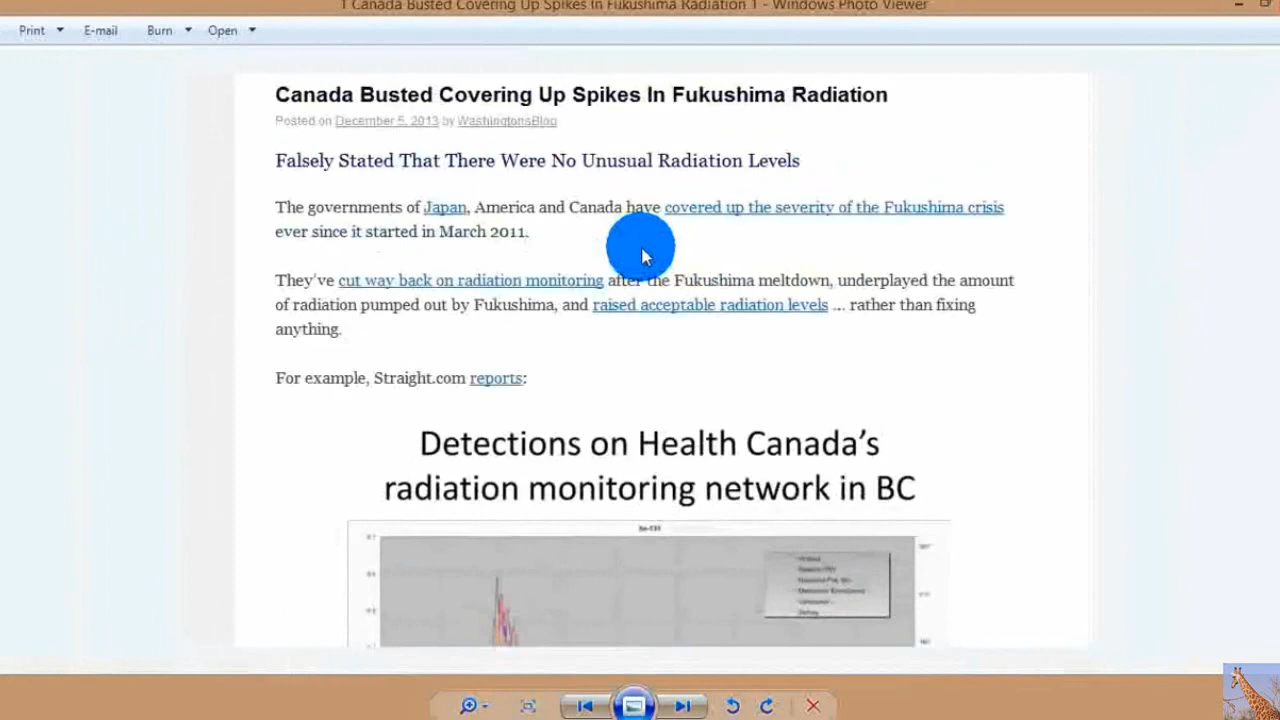 1 Canada Busted Covering Up Spikes In Fukushima Radiation 1 - Windows Photo Viewer
Print E-mail Burn Open
Canada Busted Covering Up Spikes In Fukushima Radiation
Posted on December 5, 2013 by WashingtonsBlog
Falsely Stated That There Were No Unusual Radiation Levels
The governments of Japan, America and Canada have covered up the severity of the Fukushima crisis
ever since it started in March 2011.
They've cut way back on radiation monitoring after the Fukushima meltdown, underplayed the amount
of radiation pumped out by Fukushima, and raised acceptable radiation levels ... rather than fixing
anything.
For example, Straight.com reports:
Detections on Health Canada's
radiation monitoring network in BC